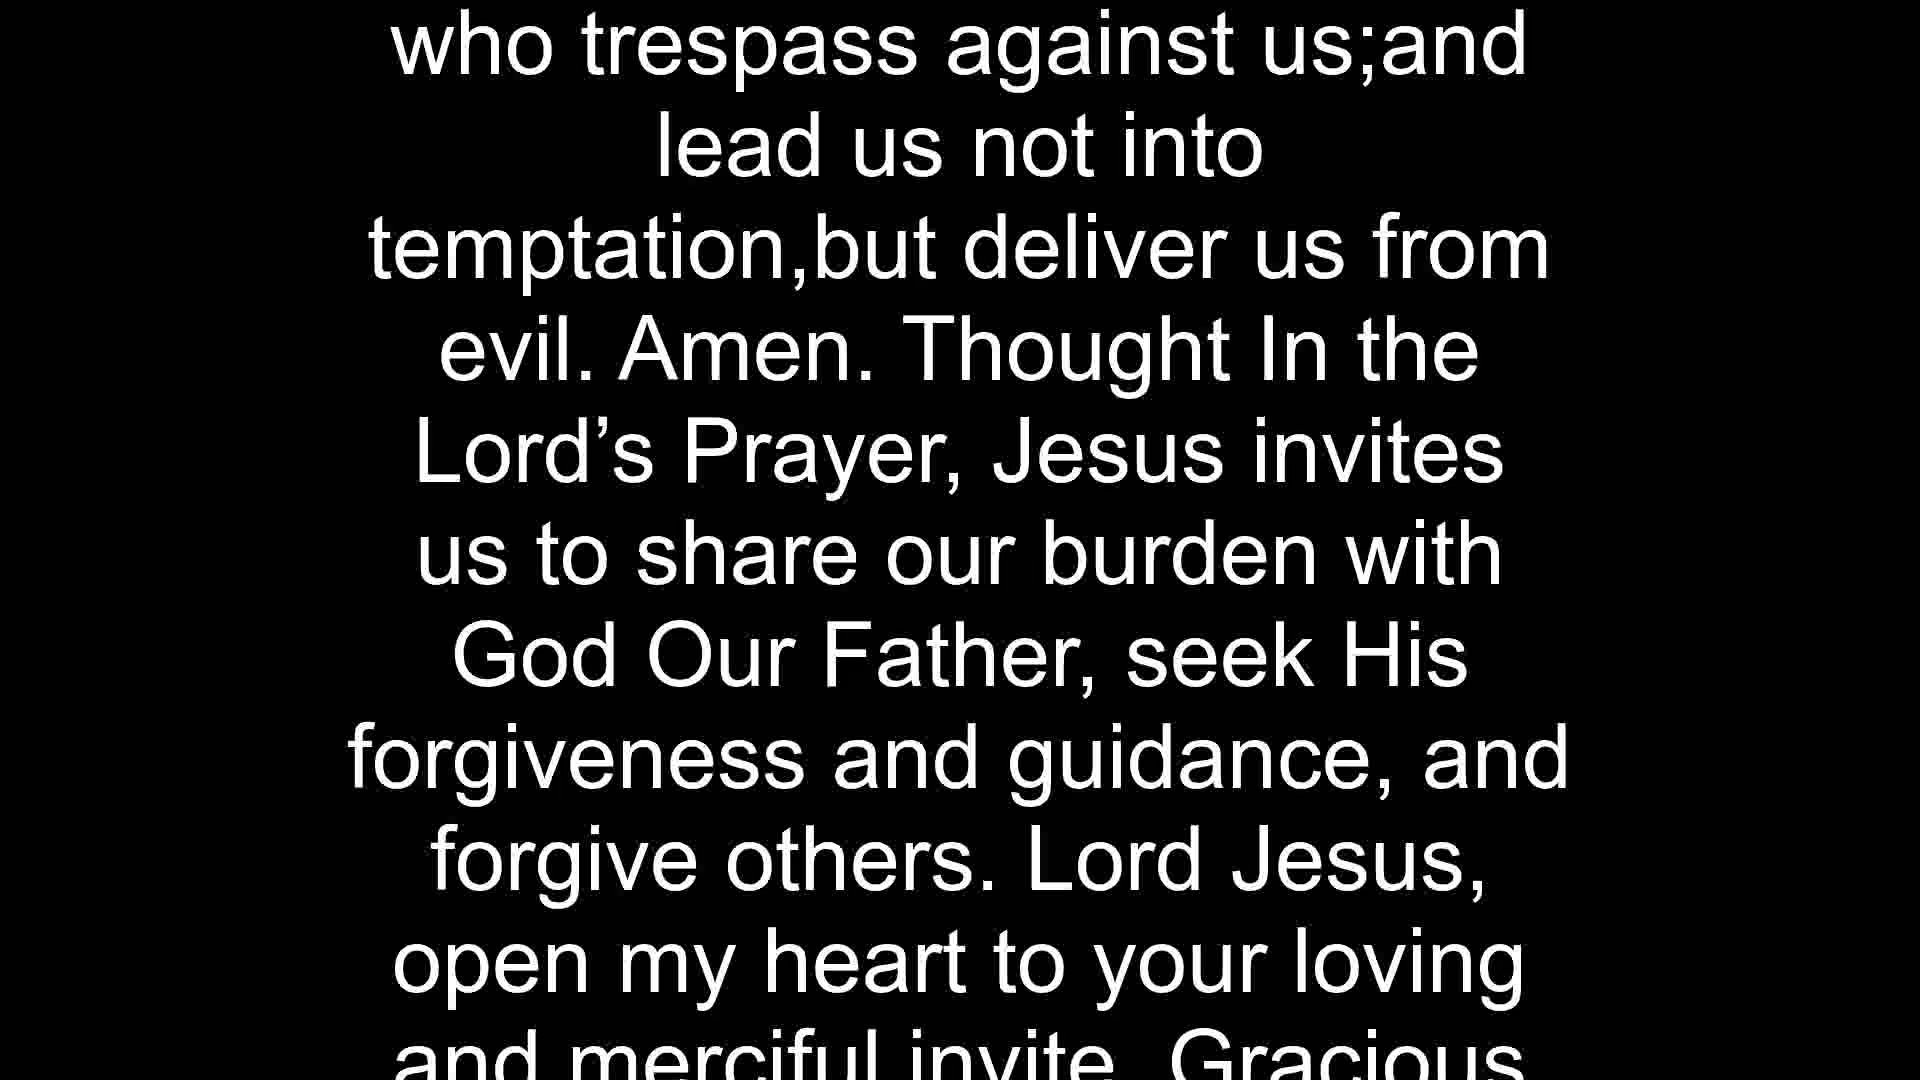 who trespass against us;and
lead us not into
temptation,but deliver us from
evil. Amen. Thought In the
Lord’s Prayer, Jesus invites
us to share our burden with
God Our Father, seek His
forgiveness and guidance, and
forgive others. Lord Jesus,
open my heart to your loving
and merciful invite. Gracious